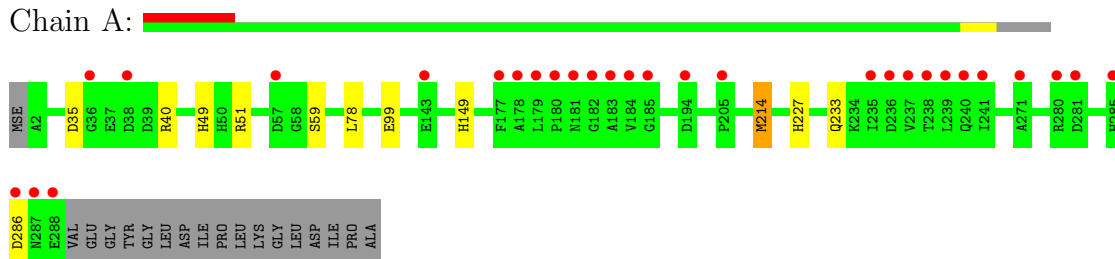 Chain A:
MSE A2 D35 G36 E37 D38 D39 R40 H49 H50 R51 D57 G58 S59 L78 E99 E143 H149 F177 A178 L179 P180 N181 G182 A183 V184 G185 D194 P205 M214 H227 Q233 K234 I235 D236 V237 T238 L239 Q240 I241 A271 R280 D281 H285
D286 N287 E288 VAL GLU GLY TYR GLY LEU ASP ILE PRO LEU LYS GLY LEU ASP ILE PRO ALA